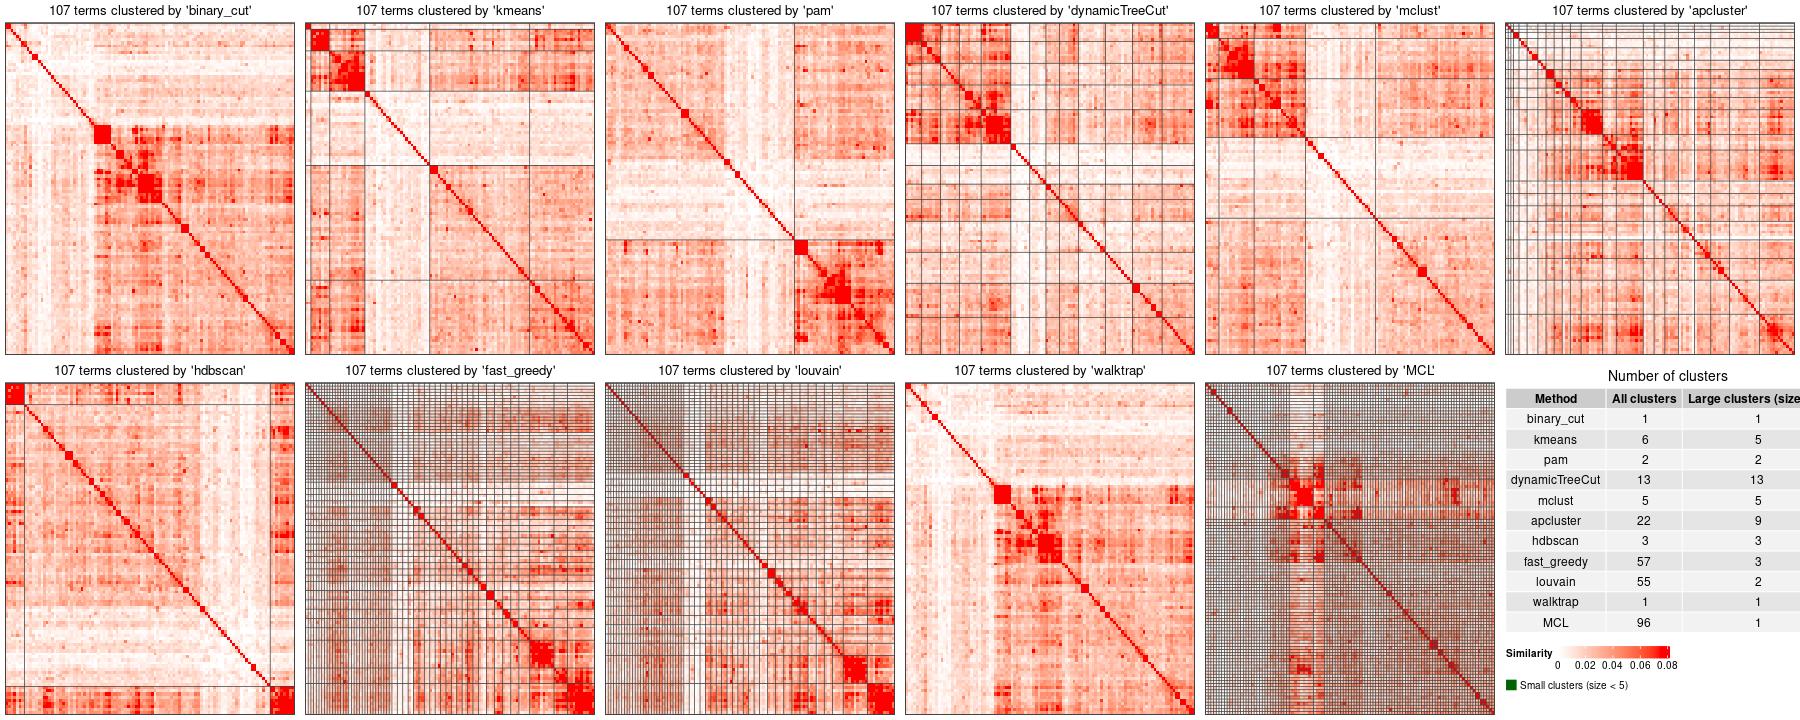 107 terms clustered by 'binary_cut'
107 terms clustered by 'kmeans'
107 terms clustered by 'pam'
107 terms clustered by 'dynamicTreeCut'
107 terms clustered by 'mclust'
107 terms clustered by 'apcluster'
107 terms clustered by 'hdbscan'
107 terms clustered by 'fast_greedy'
107 terms clustered by 'louvain'
107 terms clustered by 'walktrap'
107 terms clustered by 'MCL'
Number of clusters
Method All clusters Large clusters (size
binary_cut 1 1
kmeans 6 5
pam 2 2
dynamicTreeCut 13 13
mclust 5 5
apcluster 22 9
hdbscan 3 3
fast_greedy 57 3
louvain 55 2
walktrap 1 1
MCL 96 1
Similarity
0 0.02 0.04 0.06 0.08
Small clusters (size < 5)